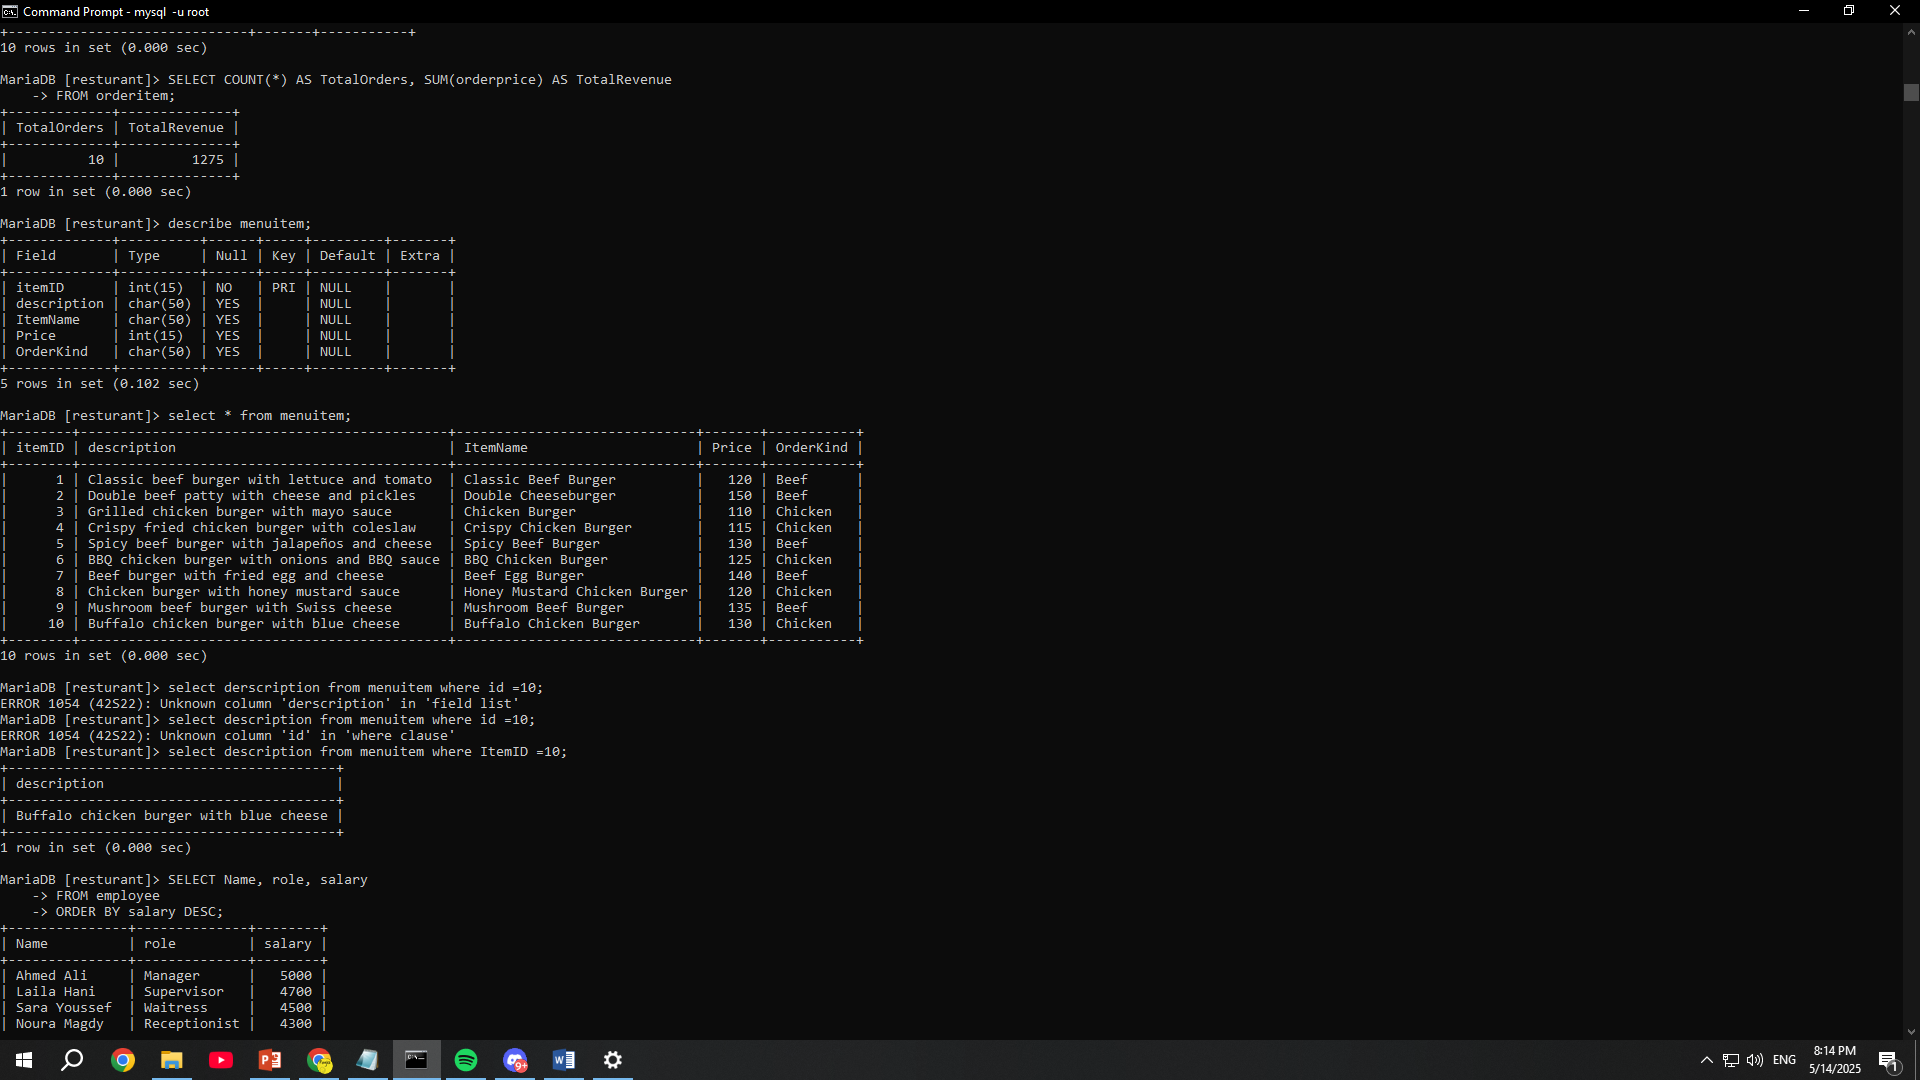 Command Prompt - mysql  -u root
+------------------------------+-------+-----------+
10 rows in set (0.000 sec)

MariaDB [resturant]> SELECT COUNT(*) AS TotalOrders, SUM(orderprice) AS TotalRevenue
    -> FROM orderitem;
+-------------+--------------+
| TotalOrders | TotalRevenue |
+-------------+--------------+
|          10 |         1275 |
+-------------+--------------+
1 row in set (0.000 sec)

MariaDB [resturant]> describe menuitem;
+-------------+----------+------+-----+---------+-------+
| Field       | Type     | Null | Key | Default | Extra |
+-------------+----------+------+-----+---------+-------+
| itemID      | int(15)  | NO   | PRI | NULL    |       |
| description | char(50) | YES  |     | NULL    |       |
| ItemName    | char(50) | YES  |     | NULL    |       |
| Price       | int(15)  | YES  |     | NULL    |       |
| OrderKind   | char(50) | YES  |     | NULL    |       |
+-------------+----------+------+-----+---------+-------+
5 rows in set (0.102 sec)

MariaDB [resturant]> select * from menuitem;
+--------+----------------------------------------------+------------------------------+-------+-----------+
| itemID | description                                  | ItemName                     | Price | OrderKind |
+--------+----------------------------------------------+------------------------------+-------+-----------+
|      1 | Classic beef burger with lettuce and tomato  | Classic Beef Burger          |   120 | Beef      |
|      2 | Double beef patty with cheese and pickles    | Double Cheeseburger          |   150 | Beef      |
|      3 | Grilled chicken burger with mayo sauce       | Chicken Burger               |   110 | Chicken   |
|      4 | Crispy fried chicken burger with coleslaw    | Crispy Chicken Burger        |   115 | Chicken   |
|      5 | Spicy beef burger with jalapeños and cheese  | Spicy Beef Burger            |   130 | Beef      |
|      6 | BBQ chicken burger with onions and BBQ sauce | BBQ Chicken Burger           |   125 | Chicken   |
|      7 | Beef burger with fried egg and cheese        | Beef Egg Burger              |   140 | Beef      |
|      8 | Chicken burger with honey mustard sauce      | Honey Mustard Chicken Burger |   120 | Chicken   |
|      9 | Mushroom beef burger with Swiss cheese       | Mushroom Beef Burger         |   135 | Beef      |
|     10 | Buffalo chicken burger with blue cheese      | Buffalo Chicken Burger       |   130 | Chicken   |
+--------+----------------------------------------------+------------------------------+-------+-----------+
10 rows in set (0.000 sec)

MariaDB [resturant]> select derscription from menuitem where id =10;
ERROR 1054 (42S22): Unknown column 'derscription' in 'field list'
MariaDB [resturant]> select description from menuitem where id =10;
ERROR 1054 (42S22): Unknown column 'id' in 'where clause'
MariaDB [resturant]> select description from menuitem where ItemID =10;
+-----------------------------------------+
| description                             |
+-----------------------------------------+
| Buffalo chicken burger with blue cheese |
+-----------------------------------------+
1 row in set (0.000 sec)

MariaDB [resturant]> SELECT Name, role, salary
    -> FROM employee
    -> ORDER BY salary DESC;
+---------------+--------------+--------+
| Name          | role         | salary |
+---------------+--------------+--------+
| Ahmed Ali     | Manager      |   5000 |
| Laila Hani    | Supervisor   |   4700 |
| Sara Youssef  | Waitress     |   4500 |
| Noura Magdy   | Receptionist |   4300 |
9+
ENG
8:14 PM
5/14/2025
1